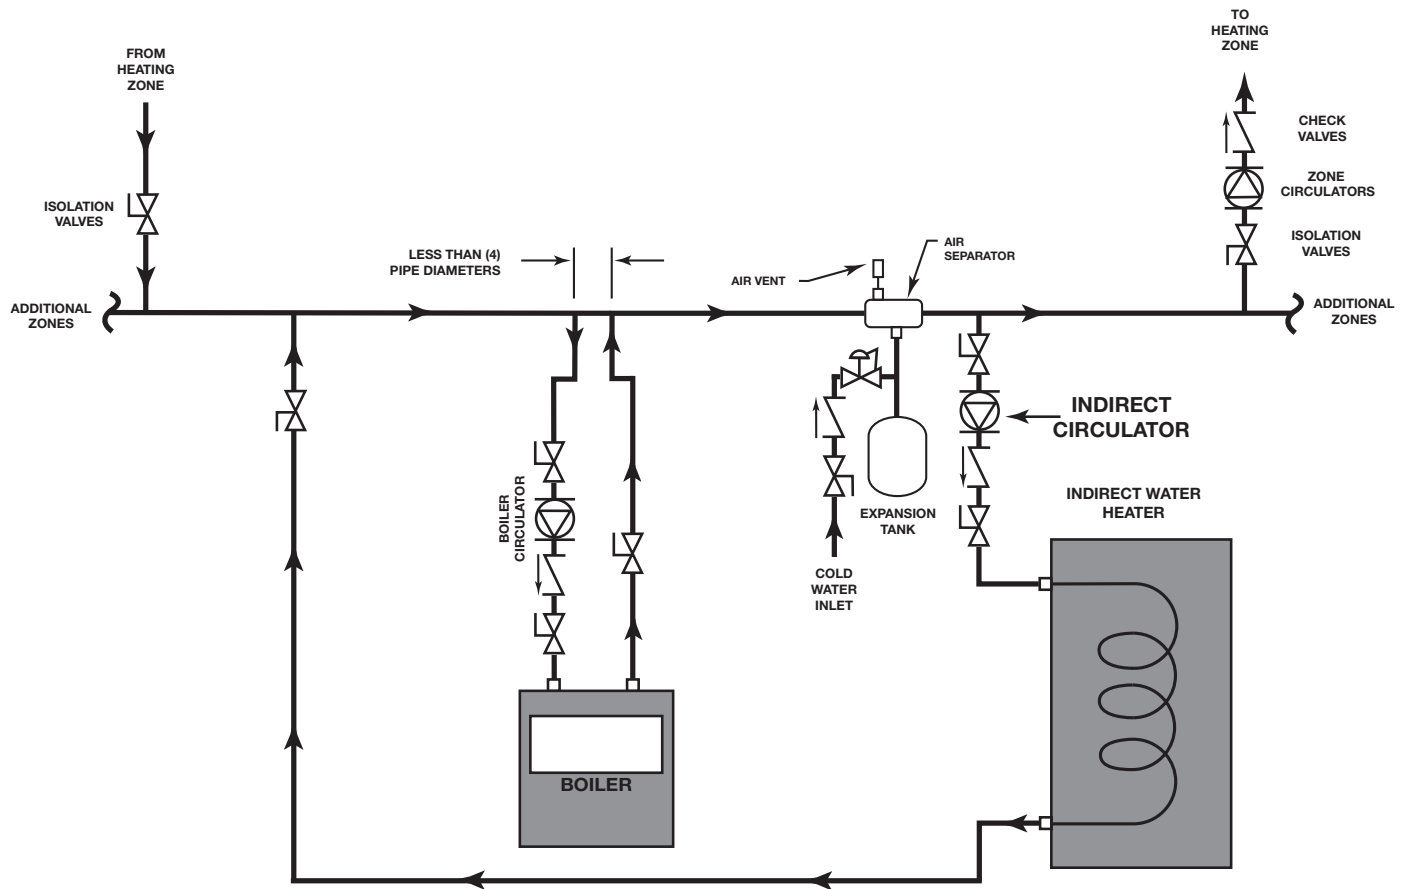 TO
HEATING
ZONE
FROM
HEATING
ZONE
CHECK
VALVES
ZONE
CIRCULATORS
ISOLATION
VALVES
ISOLATION
VALVES
LESS THAN (4)
PIPE DIAMETERS
AIR
SEPARATOR
AIR VENT
ADDITIONAL
ZONES
ADDITIONAL
ZONES
INDIRECT
CIRCULATOR
BOILER
CIRCULATOR
INDIRECT WATER
HEATER
EXPANSION
TANK
COLD
WATER
INLET
BOILER